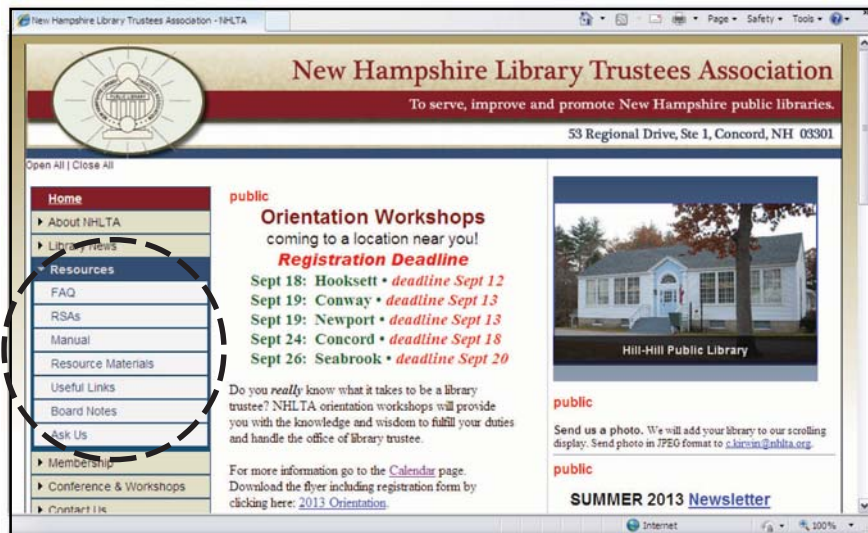 New Hampshire Library Trustees Association - NHLTA
Page
Safety
Tools
PUBLIC LIBRARY
New Hampshire Library Trustees Association
To serve, improve and promote New Hampshire public libraries.
53 Regional Drive, Ste 1, Concord, NH 03301
Open All | Close All
Home
About NHLTA
Library News
Resources
FAQ
RSAs
Manual
Resource Materials
Useful Links
Board Notes
Ask Us
Membership
Conference & Workshops
Contact Us
public
Orientation Workshops
coming to a location near you!
Registration Deadline
Sept 18: Hooksett • deadline Sept 12
Sept 19: Conway • deadline Sept 13
Sept 19: Newport • deadline Sept 13
Sept 24: Concord • deadline Sept 18
Sept 26: Seabrook • deadline Sept 20
Do you really know what it takes to be a library
trustee? NHLTA orientation workshops will provide
you with the knowledge and wisdom to fulfill your duties
and handle the office of library trustee.
For more information go to the Calendar page.
Download the flyer including registration form by
clicking here: 2013 Orientation.
Hill-Hill Public Library
public
Send us a photo. We will add your library to our scrolling
display. Send photo in JPEG format to c.kirwin@nhlta.org.
public
SUMMER 2013 Newsletter
Internet
100%